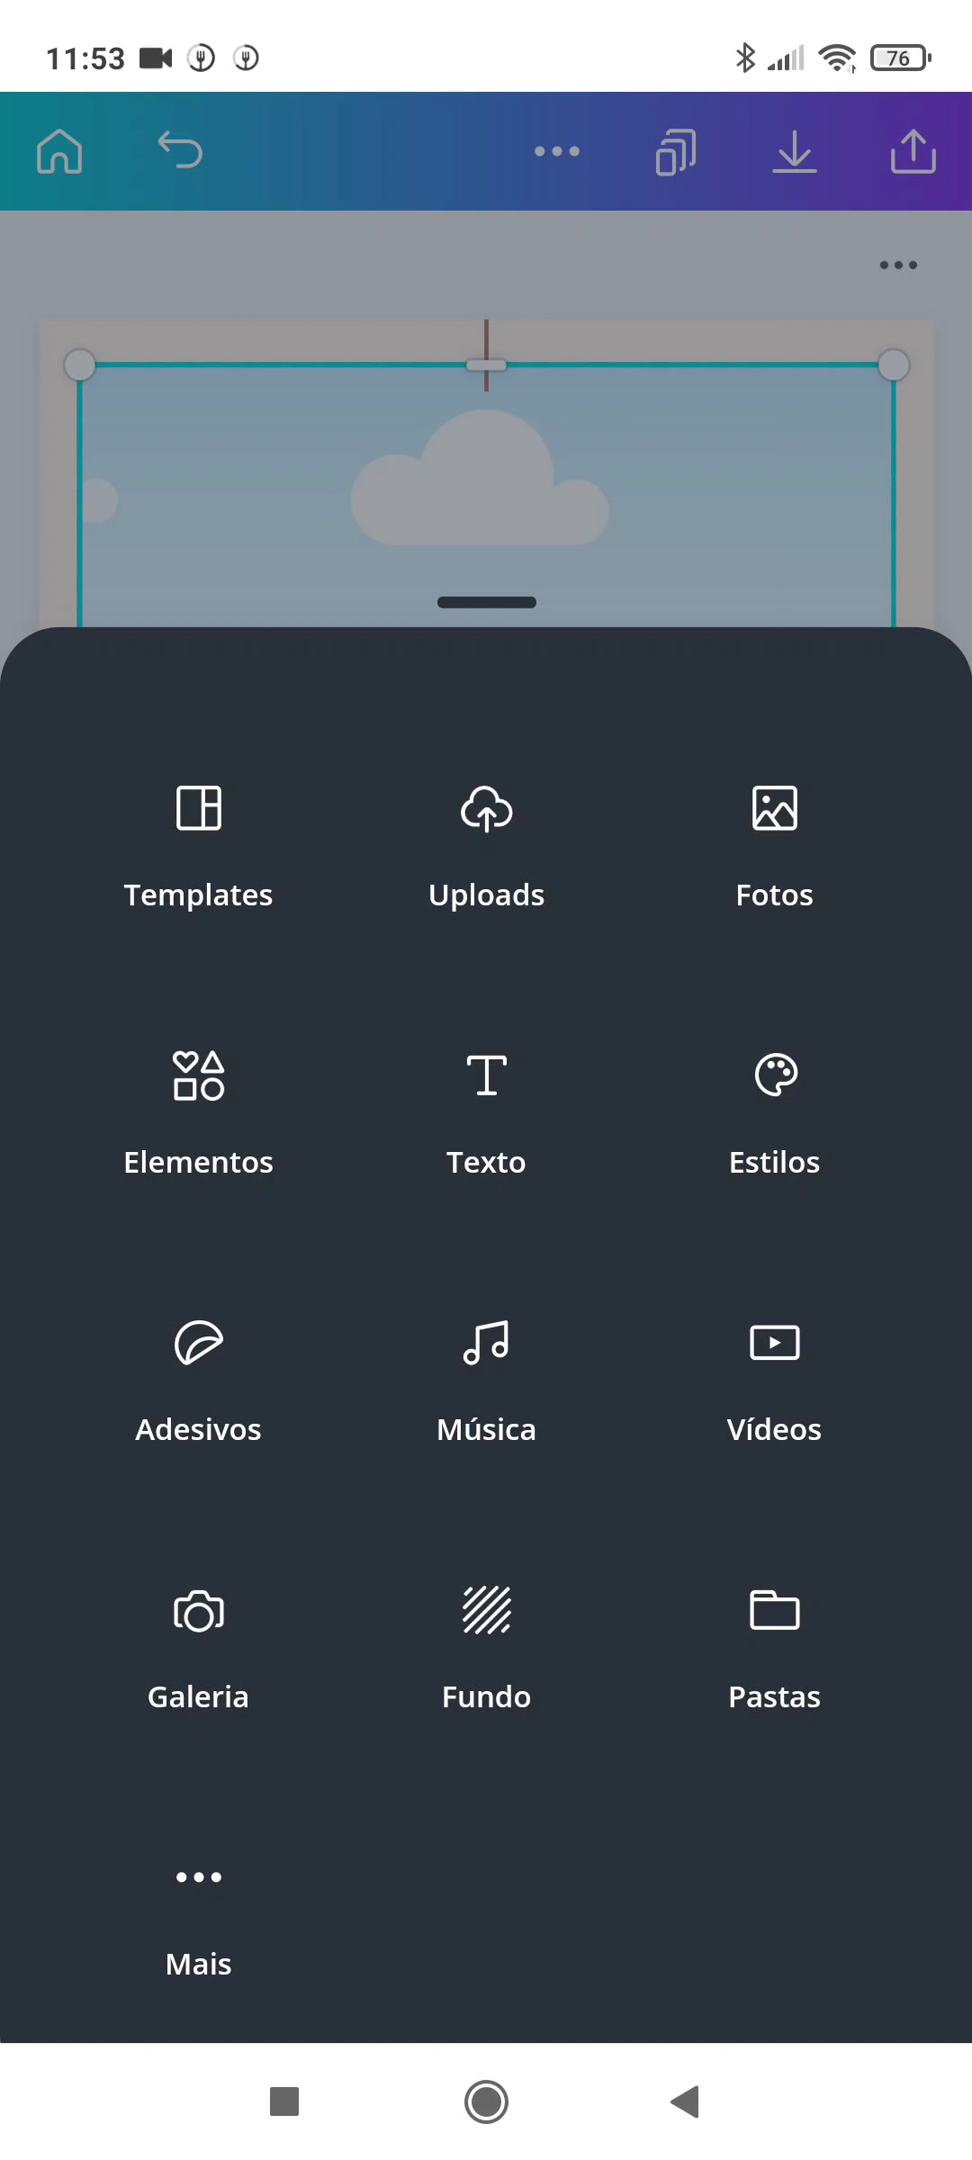 11:53
76
Templates
Uploads
Fotos
Elementos
Texto
Estilos
Adesivos
Música
Vídeos
Galeria
Fundo
Pastas
Mais